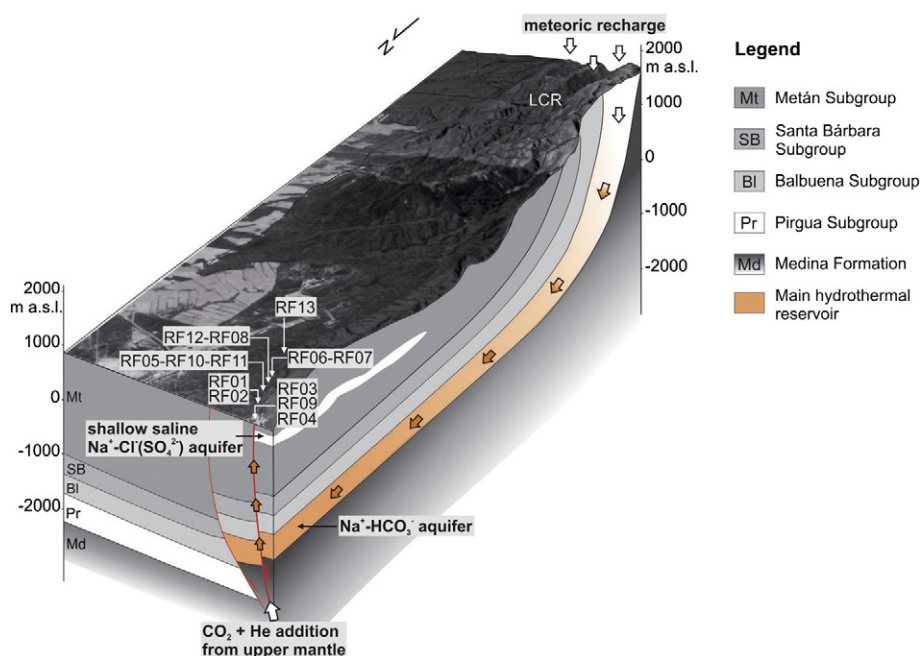 N
meteoric recharge
2000
m a.s.l.
1000
0
-1000
-2000
LCR
2000
m a.s.l.
1000
0
-1000
-2000
RF13
RF12-RF08
RF05-RF10-RF11
RF06-RF07
RF01
RF02
RF03
RF09
RF04
Mt
SB
Bl
Pr
Md
shallow saline
Na⁺-Cl⁻(SO₄²⁻) aquifer
Na⁺-HCO₃⁻ aquifer
CO₂ + He addition
from upper mantle
Legend
Mt Metán Subgroup
SB Santa Bárbara
Subgroup
Bl Balbuena Subgroup
Pr Pirgua Subgroup
Md Medina Formation
Main hydrothermal
reservoir